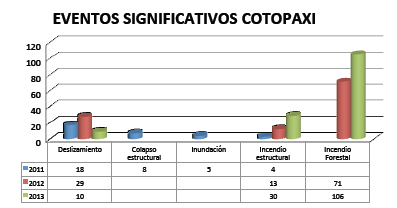 EVENTOS SIGNIFICATIVOS COTOPAXI
120
100
80
60
40
20
0
Deslizamiento Colapso estructural Inundación Incendio estructural Incendio Forestal
2011 18 8 5 4
2012 29 13 71
2013 10 30 106